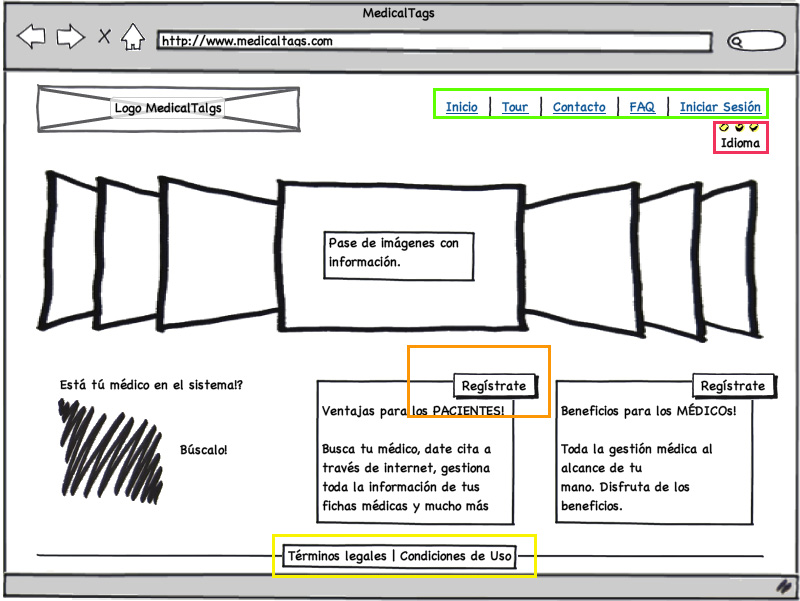 MedicalTags
http://www.medicaltags.com
Logo MedicalTalgs
Inicio | Tour | Contacto | FAQ | Iniciar Sesión
Idioma
Pase de imágenes con
información.
Está tú médico en el sistema!?
Búscalo!
Regístrate
Ventajas para los PACIENTES!
Busca tu médico, date cita a
través de internet, gestiona
toda la información de tus
fichas médicas y mucho más
Regístrate
Beneficios para los MÉDICOs!
Toda la gestión médica al
alcance de tu
mano. Disfruta de los
beneficios.
Términos legales | Condiciones de Uso